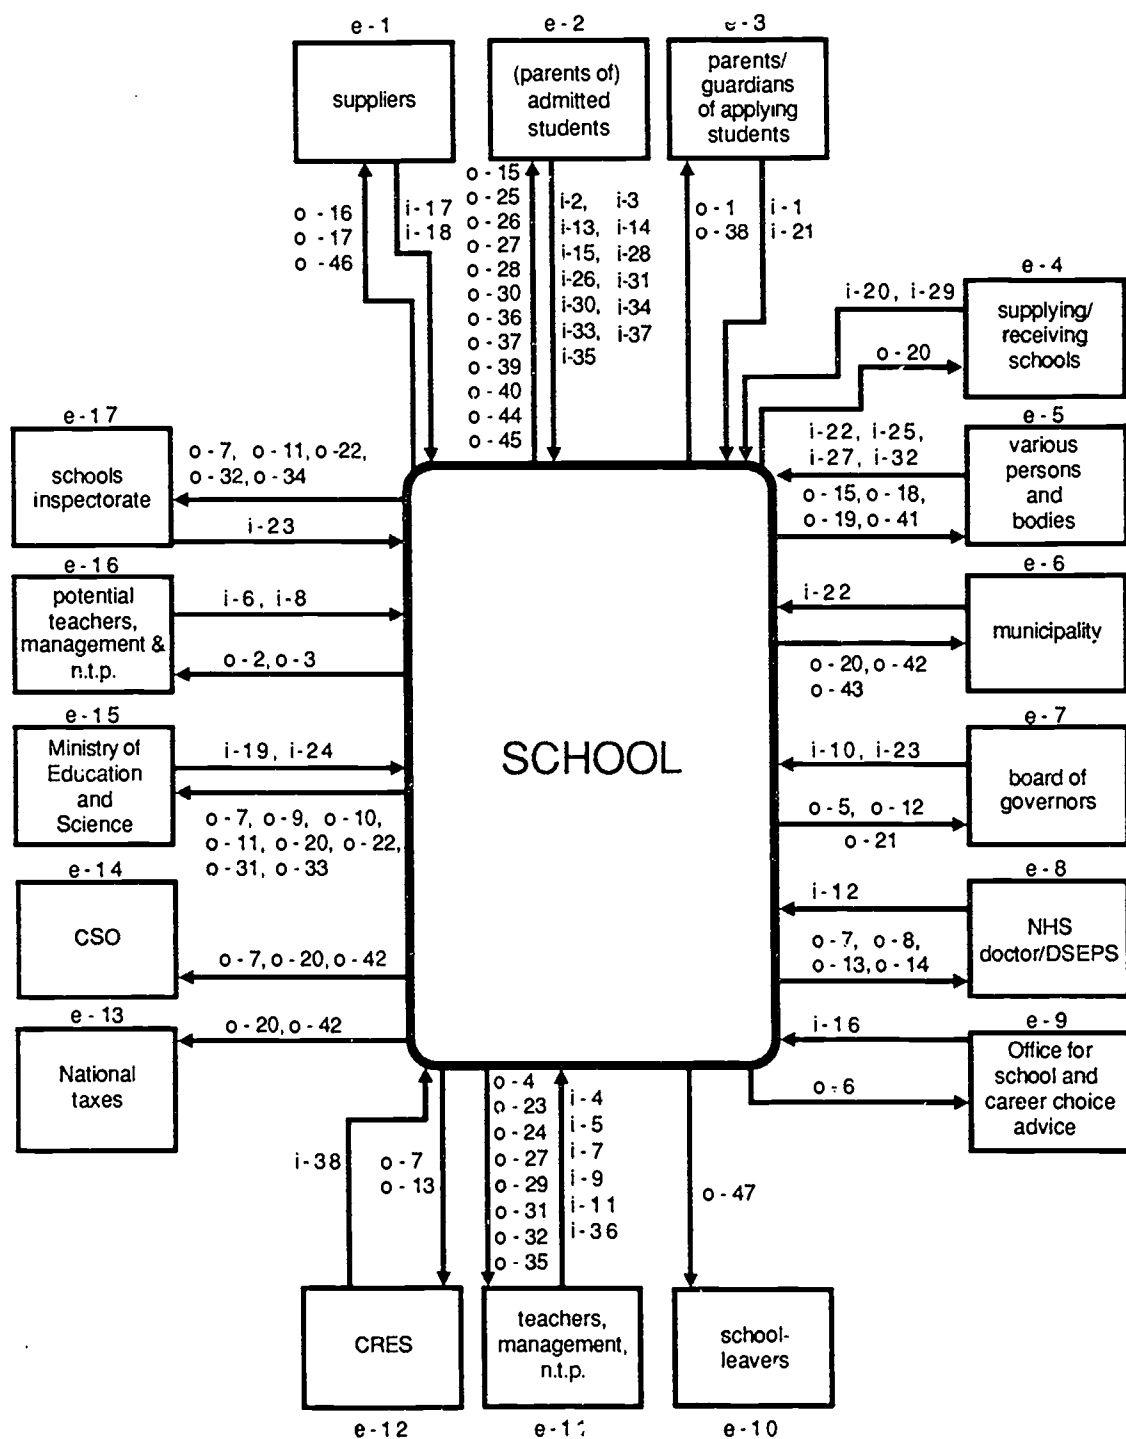 e-1
suppliers
o-16
o-17
o-46
i-17
i-18
e-2
(parents of)
admitted
students
o-15
o-25
o-26
o-27
o-28
o-30
o-36
o-37
o-39
o-40
o-44
o-45
i-2, i-3
i-13, i-14
i-15, i-28
i-26, i-31
i-30, i-34
i-33, i-37
i-35
e-3
parents/
guardians
of applying
students
o-1
o-38
i-1
i-21
e-4
supplying/
receiving
schools
i-20, i-29
o-20
e-5
various
persons
and
bodies
i-22, i-25,
i-27, i-32
o-15, o-18,
o-19, o-41
e-6
municipality
i-22
o-20, o-42
o-43
e-7
board of
governors
i-10, i-23
o-5, o-12
o-21
e-8
NHS
doctor/DSEPS
i-12
o-7, o-8,
o-13, o-14
e-9
Office for
school and
career choice
advice
i-16
o-6
e-17
schools
inspectorate
o-7, o-11, o-22,
o-32, o-34
i-23
e-16
potential
teachers,
management &
n.t.p.
i-6, i-8
o-2, o-3
e-15
Ministry of
Education
and
Science
i-19, i-24
o-7, o-9, o-10,
o-11, o-20, o-22,
o-31, o-33
e-14
CSO
o-7, o-20, o-42
e-13
National
taxes
o-20, o-42
SCHOOL
i-38
o-7
o-13
CRES
e-12
o-4
o-23
o-24
o-27
o-29
o-31
o-32
o-35
i-4
i-5
i-7
i-9
i-11
i-36
teachers,
management,
n.t.p.
e-11
o-47
school-
leavers
e-10